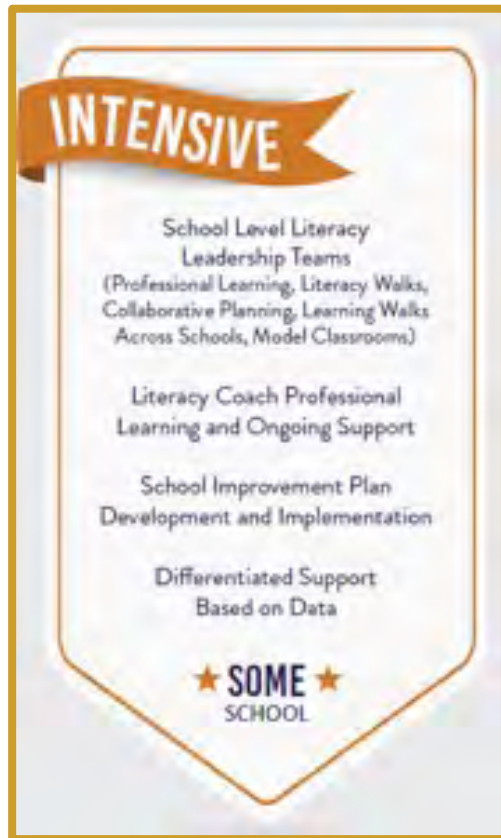 INTENSIVE
School Level Literacy
Leadership Teams
(Professional Learning, Literacy Walks,
Collaborative Planning, Learning Walks
Across Schools, Model Classrooms)
Literacy Coach Professional
Learning and Ongoing Support
School Improvement Plan
Development and Implementation
Differentiated Support
Based on Data
SOME
SCHOOL